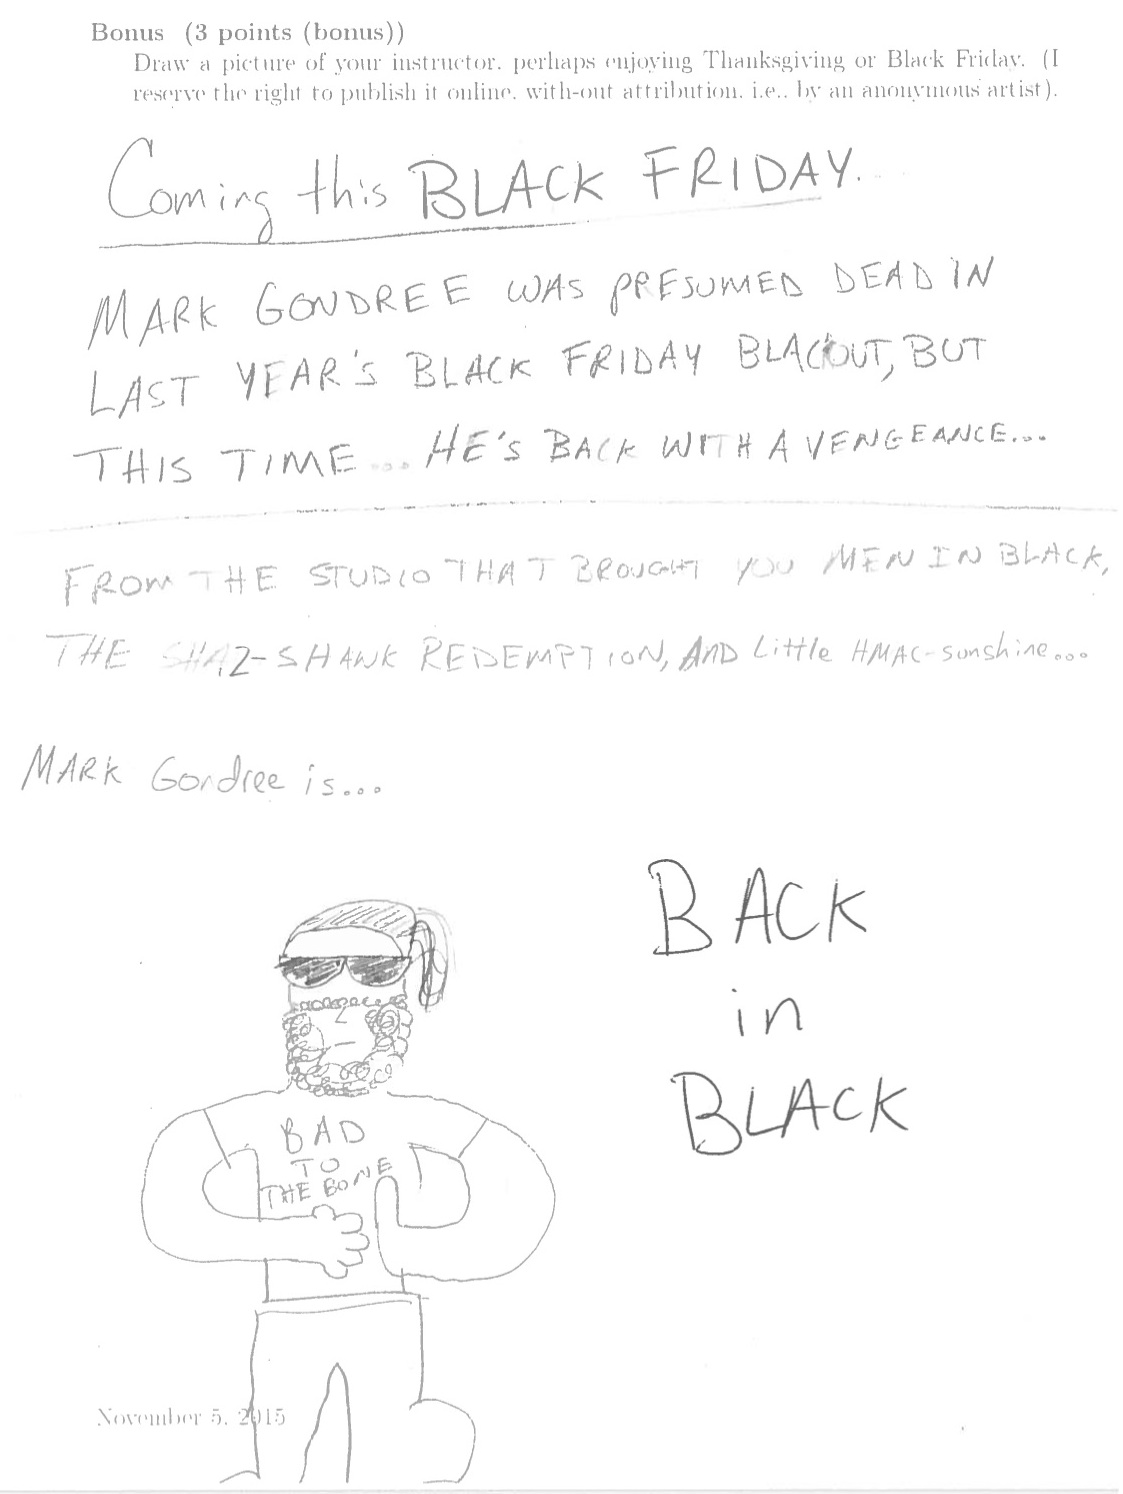 Bonus (3 points (bonus))
Draw a picture of your instructor, perhaps enjoying Thanksgiving or Black Friday. (I
reserve the right to publish it online, with-out attribution, i.e., by an anonymous artist).
Coming this BLACK FRIDAY...
MARK GONDREE WAS PRESUMED DEAD IN
LAST YEAR'S BLACK FRIDAY BLACKOUT, BUT
THIS TIME... HE'S BACK WITH A VENGEANCE...
FROM THE STUDIO THAT BROUGHT YOU MEN IN BLACK,
THE SHA2-SHAWK REDEMPTION, AND Little HMAC-sunshine...
MARK Gondree is...
BACK
in
BLACK
BAD
TO
THE BONE
November 5, 2015